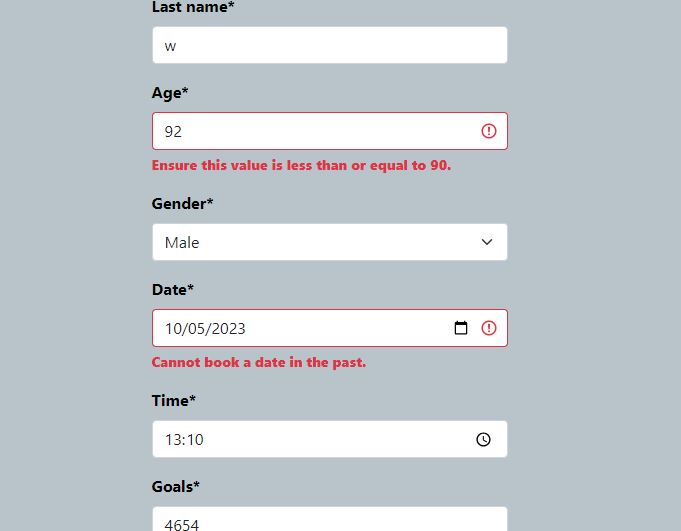 Last name*
w
Age*
92
Ensure this value is less than or equal to 90.
Gender*
Male
Date*
10/05/2023
Cannot book a date in the past.
Time*
13:10
Goals*
4654